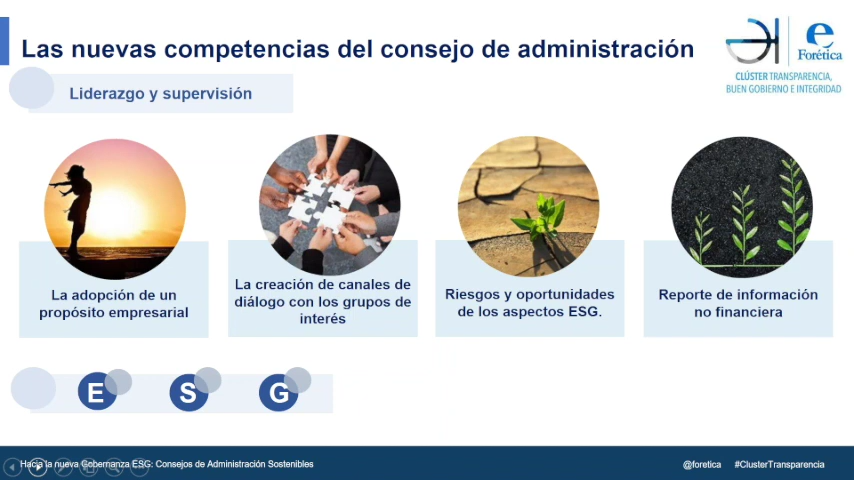 Las nuevas competencias del consejo de administración
e
Forética
CLÚSTER TRANSPARENCIA,
BUEN GOBIERNO E INTEGRIDAD
Liderazgo y supervisión
La adopción de un
propósito empresarial
La creación de canales de
diálogo con los grupos de
interés
Riesgos y oportunidades
de los aspectos ESG.
Reporte de información
no financiera
E S G
Hacia la nueva Gobernanza ESG: Consejos de Administración Sostenibles
@foretica #ClusterTransparencia